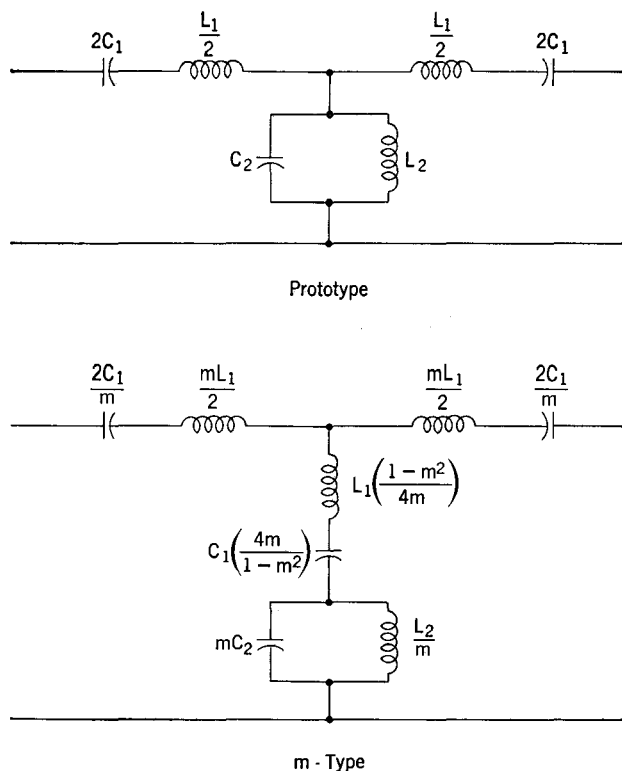 2C₁ L₁/2 L₁/2 2C₁
C₂ L₂
Prototype
2C₁/m mL₁/2 mL₁/2 2C₁/m
L₁((1 − m²)/4m)
C₁(4m/(1 − m²))
mC₂ L₂/m
m - Type